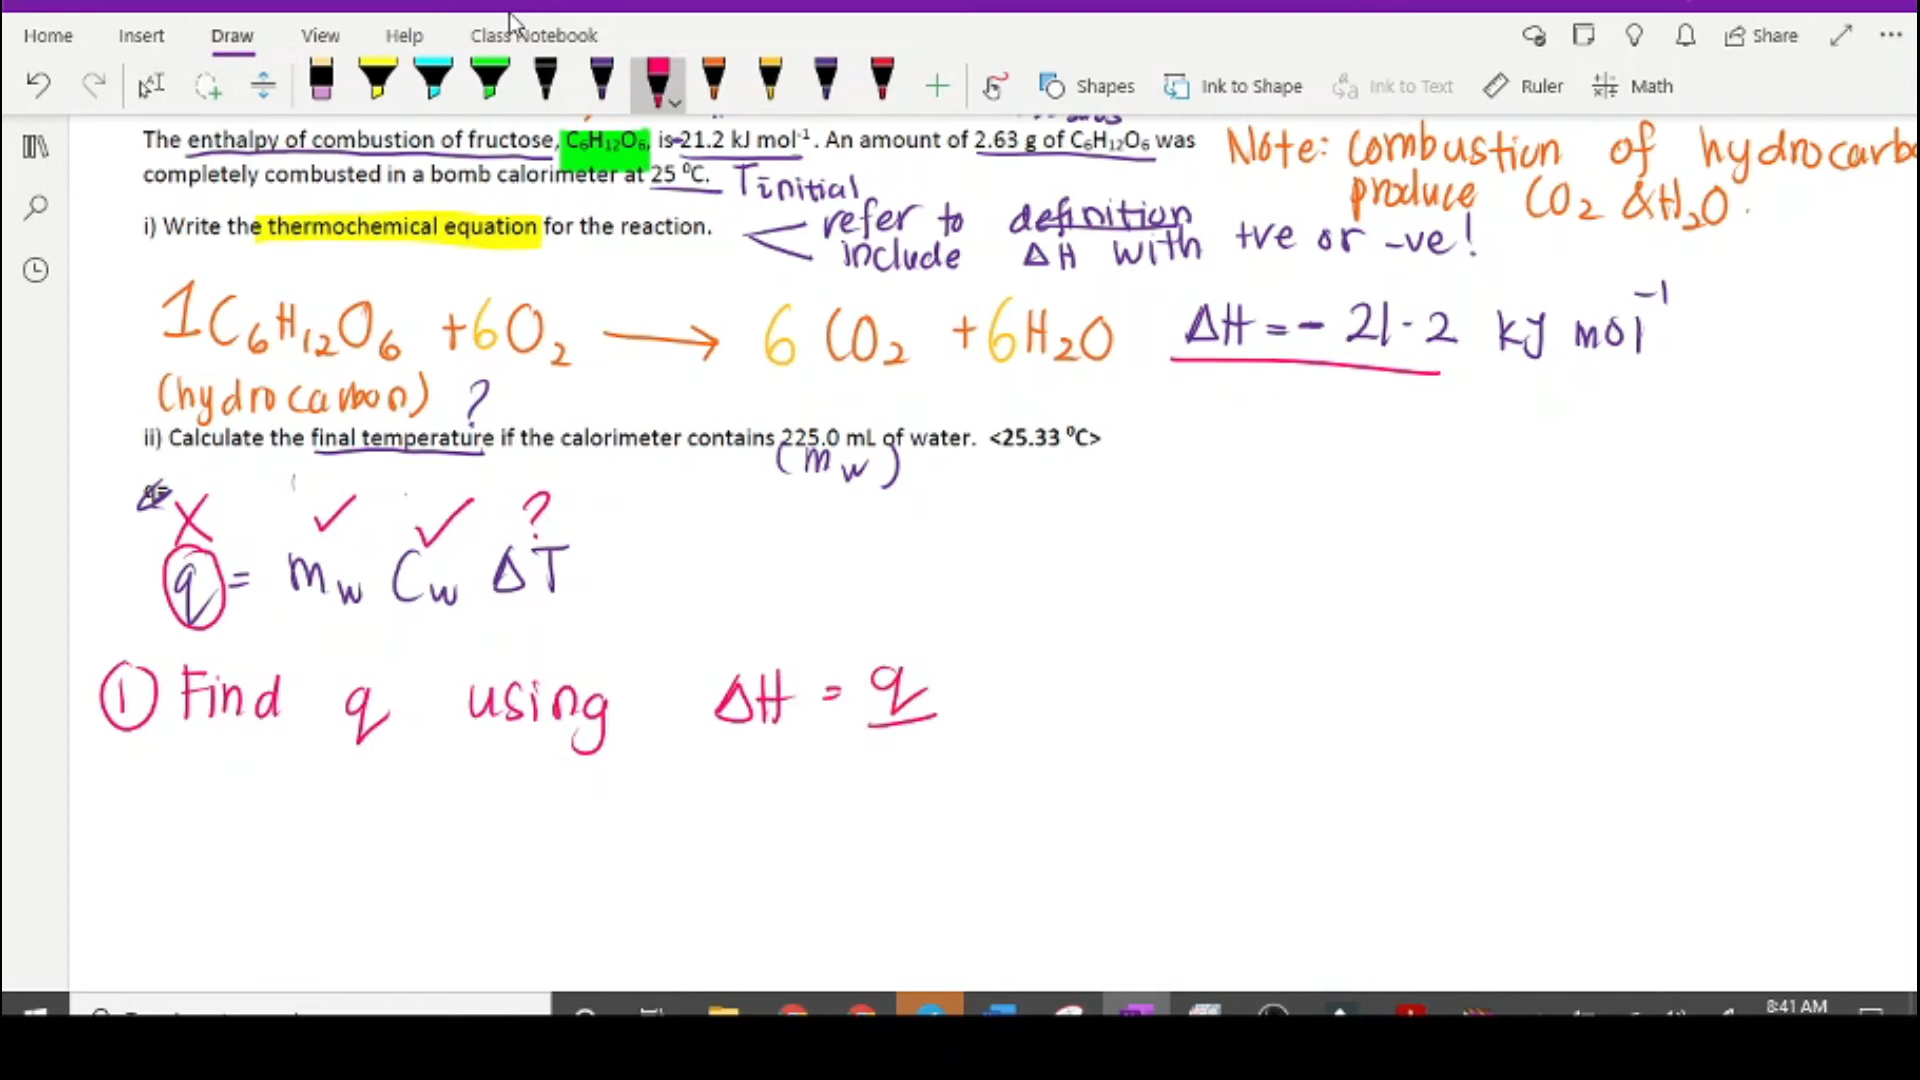 Home Insert Draw View Help Class Notebook Share
Shapes Ink to Shape Ink to Text Ruler Math
The enthalpy of combustion of fructose, C₆H₁₂O₆, is -21.2 kJ mol⁻¹. An amount of 2.63 g of C₆H₁₂O₆ was
completely combusted in a bomb calorimeter at 25 ⁰C. Tinitial
Note: combustion of hydrocarb
produce CO₂ & H₂O.
i) Write the thermochemical equation for the reaction.
refer to definition
include ΔH with +ve or -ve!
1C₆H₁₂O₆ + 6O₂ → 6 CO₂ + 6H₂O ΔH = - 21.2 kJ mol⁻¹
(hydrocarbon) ?
ii) Calculate the final temperature if the calorimeter contains 225.0 mL of water. <25.33 ⁰C>
(mw)
X ✓ ✓ ?
q = mw Cw ΔT
① Find q using ΔH = q
8:41 AM